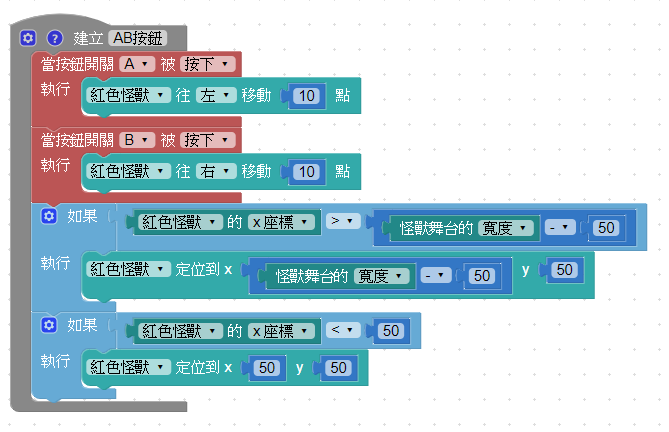 建立 AB按鈕
當按鈕開關 A 被 按下
執行 紅色怪獸 往 左 移動 10 點
當按鈕開關 B 被 按下
執行 紅色怪獸 往 右 移動 10 點
如果 紅色怪獸 的 x座標 > 怪獸舞台的 寬度 - 50
執行 紅色怪獸 定位到 x 怪獸舞台的 寬度 - 50 y 50
如果 紅色怪獸 的 x座標 < 50
執行 紅色怪獸 定位到 x 50 y 50